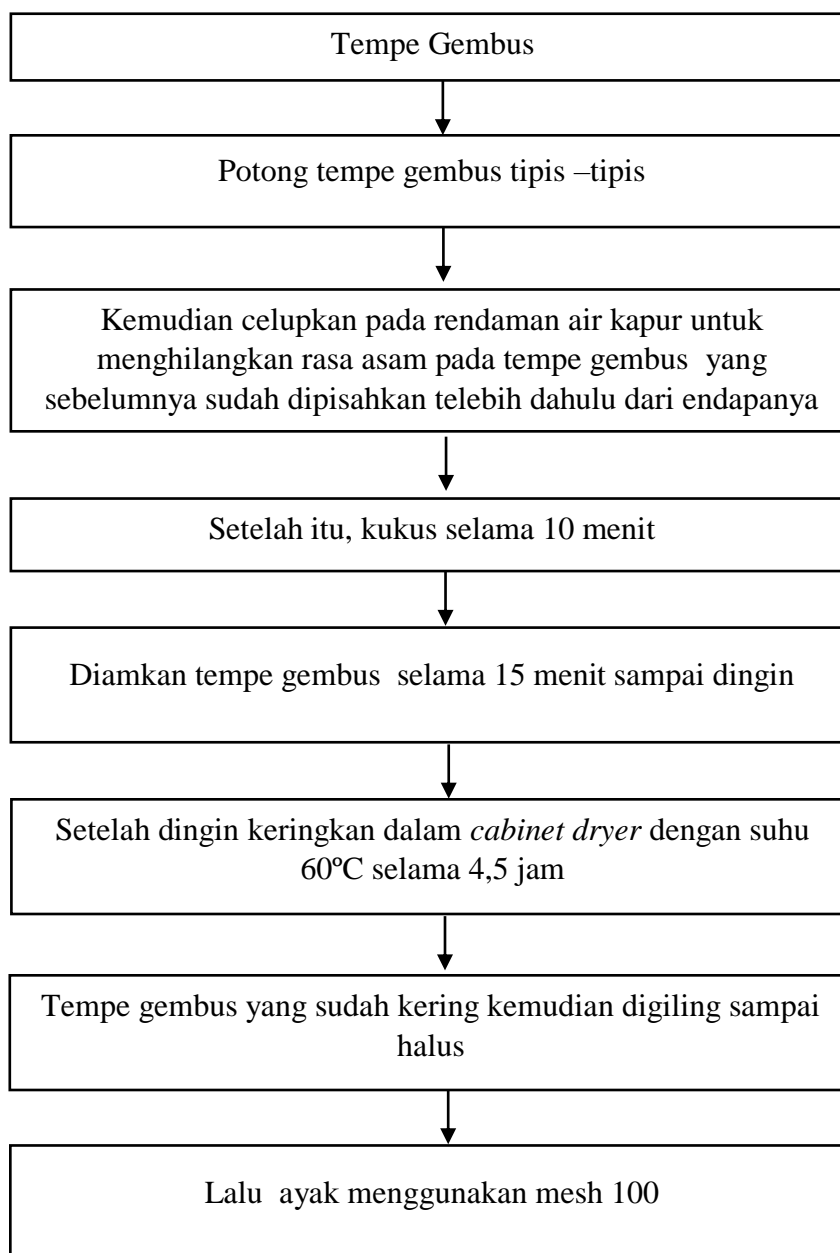 Tempe Gembus
Potong tempe gembus tipis –tipis
Kemudian celupkan pada rendaman air kapur untuk
menghilangkan rasa asam pada tempe gembus  yang
sebelumnya sudah dipisahkan telebih dahulu dari endapanya
Setelah itu, kukus selama 10 menit
Diamkan tempe gembus  selama 15 menit sampai dingin
Setelah dingin keringkan dalam cabinet dryer dengan suhu
60ºC selama 4,5 jam
Tempe gembus yang sudah kering kemudian digiling sampai
halus
Lalu  ayak menggunakan mesh 100